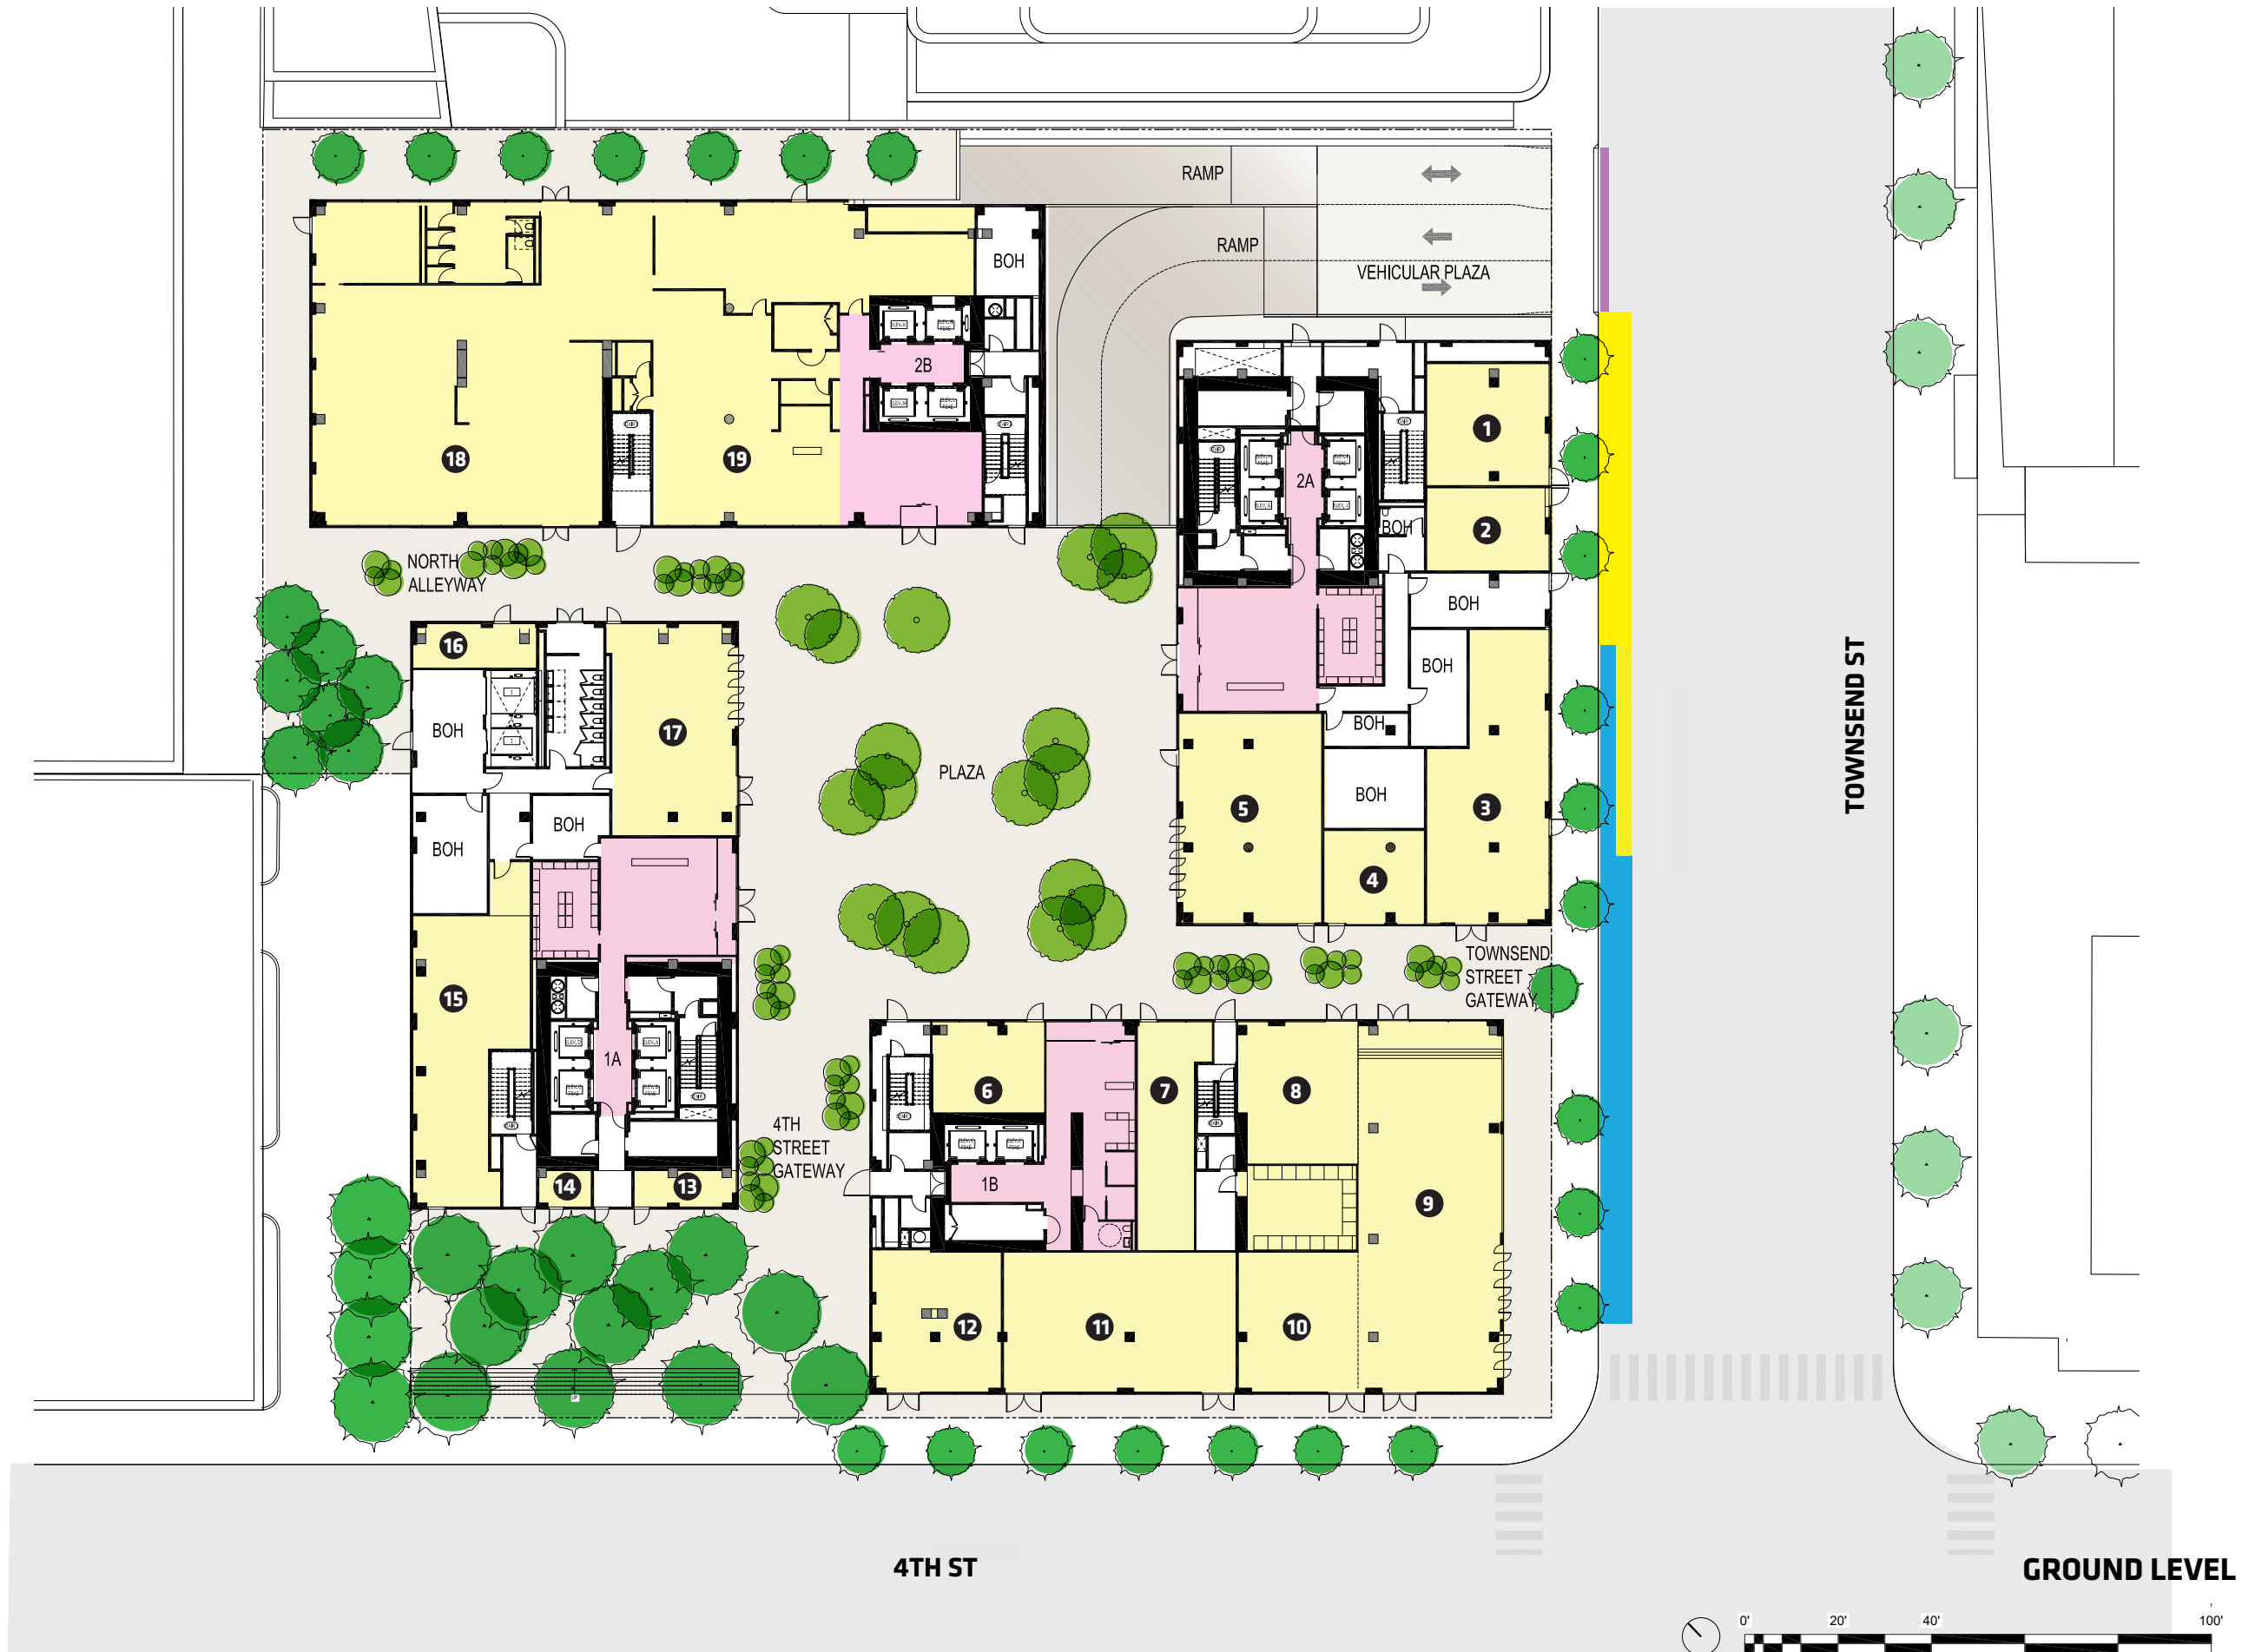 RAMP
RAMP
VEHICULAR PLAZA
BOH
2B
18
19
1
2A
2
BOH
BOH
NORTH
ALLEYWAY
16
BOH
17
BOH
PLAZA
BOH
BOH
5
3
BOH
BOH
4
TOWNSEND ST
15
TOWNSEND
STREET
GATEWAY
1A
6
7
8
4TH
STREET
GATEWAY
14
13
1B
9
12
11
10
UP
4TH ST
GROUND LEVEL
0' 20' 40' 100'